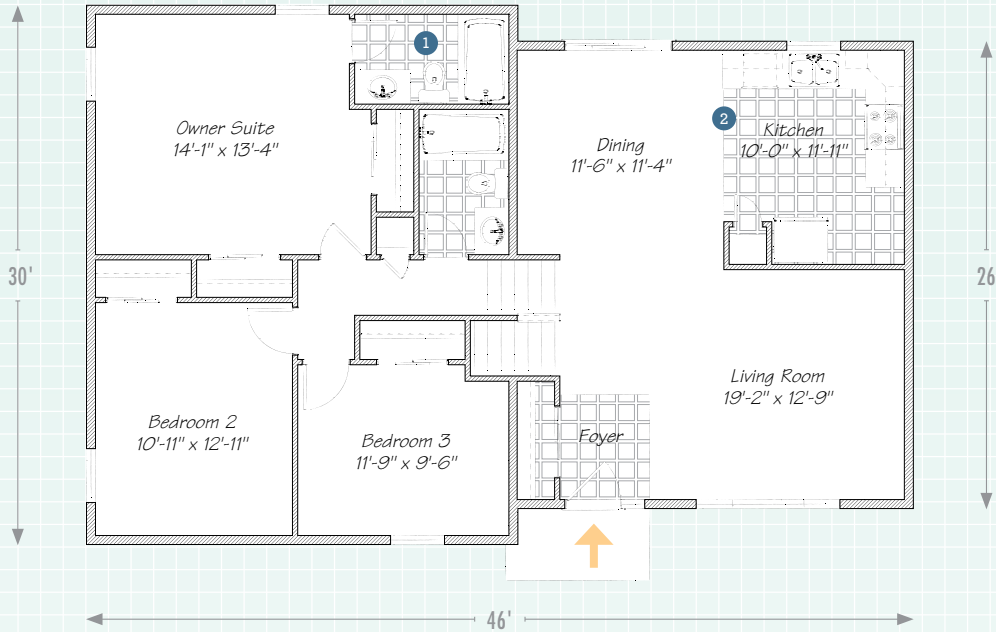 1
2
Owner Suite
14'-1" x 13'-4"
Dining
11'-6" x 11'-4"
Kitchen
10'-0" x 11'-11"
30'
26
Living Room
19'-2" x 12'-9"
Bedroom 2
10'-11" x 12'-11"
Bedroom 3
11'-9" x 9'-6"
Foyer
46'